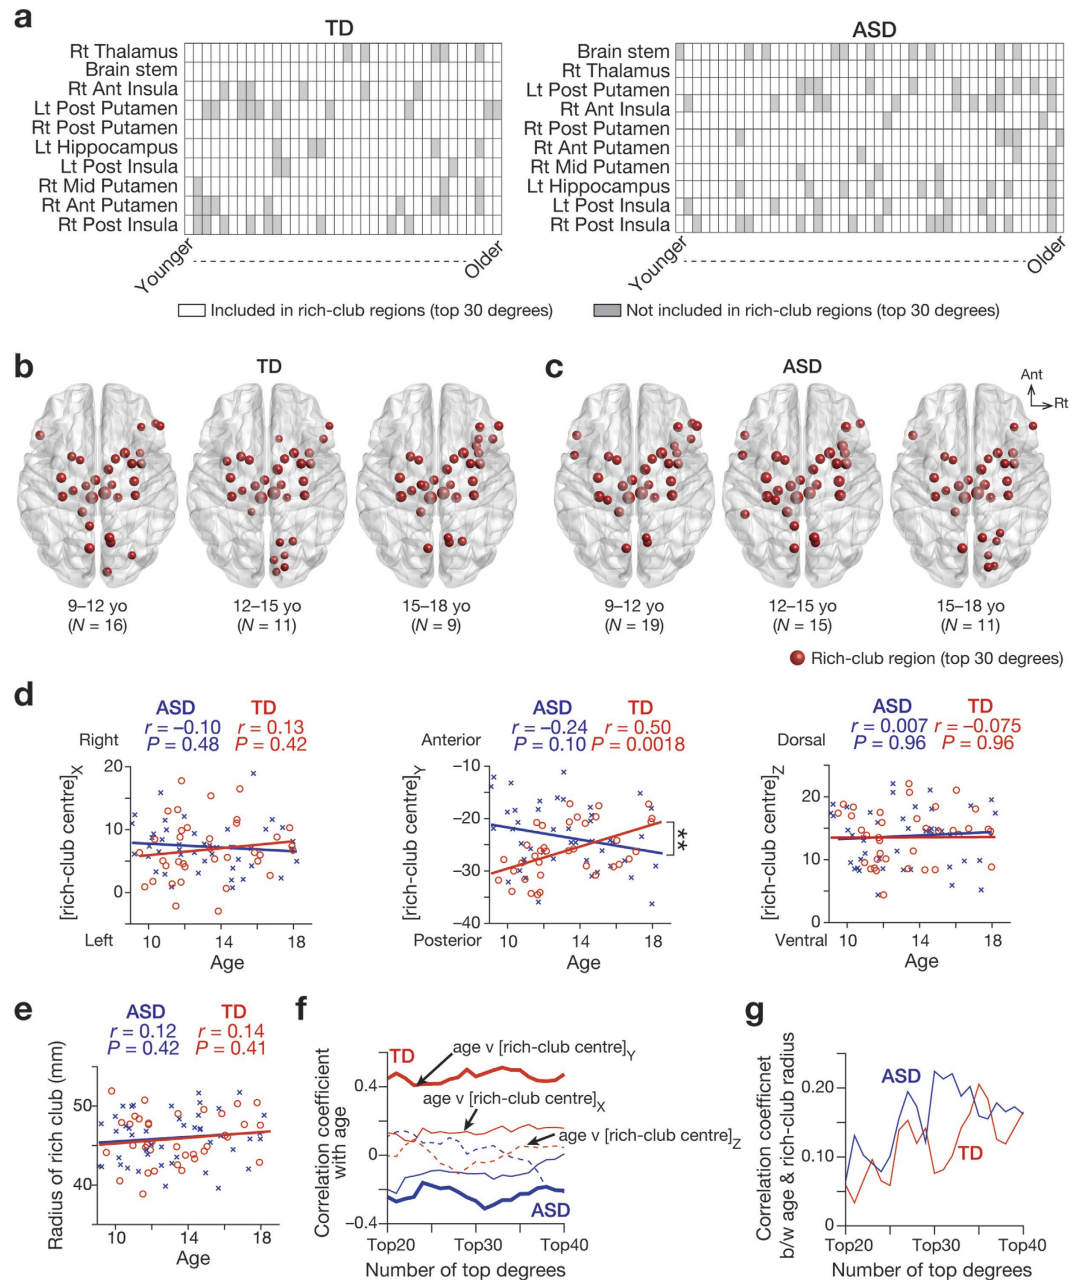 a
TD
ASD
Rt Thalamus
Brain stem
Rt Ant Insula
Lt Post Putamen
Rt Post Putamen
Lt Hippocampus
Lt Post Insula
Rt Mid Putamen
Rt Ant Putamen
Rt Post Insula
Younger
Older
Brain stem
Rt Thalamus
Lt Post Putamen
Rt Ant Insula
Rt Post Putamen
Rt Ant Putamen
Rt Mid Putamen
Lt Hippocampus
Lt Post Insula
Rt Post Insula
Younger
Older
Included in rich-club regions (top 30 degrees)
Not included in rich-club regions (top 30 degrees)
b
TD
c
ASD
Ant
Rt
9–12 yo
(N = 16)
12–15 yo
(N = 11)
15–18 yo
(N = 9)
9–12 yo
(N = 19)
12–15 yo
(N = 15)
15–18 yo
(N = 11)
Rich-club region (top 30 degrees)
d
ASD TD
r = –0.10 r = 0.13
P = 0.48 P = 0.42
Right
20
10
0
[rich-club centre]X
Left
10 14 18
Age
ASD TD
r = –0.24 r = 0.50
P = 0.10 P = 0.0018
Anterior
–10
–20
–30
–40
[rich-club centre]Y
**
Posterior
10 14 18
Age
ASD TD
r = 0.007 r = –0.075
P = 0.96 P = 0.96
Dorsal
20
10
0
[rich-club centre]Z
Ventral
10 14 18
Age
e
ASD TD
r = 0.12 r = 0.14
P = 0.42 P = 0.41
Radius of rich club (mm)
50
40
10 14 18
Age
f
TD
age v [rich-club centre]Y
age v [rich-club centre]X
age v [rich-club centre]Z
ASD
Correlation coefficient
with age
0.4
0
–0.4
Top20 Top30 Top40
Number of top degrees
g
ASD
TD
Correlation coefficnet
b/w age & rich-club radius
0.20
0.10
0
Top20 Top30 Top40
Number of top degrees